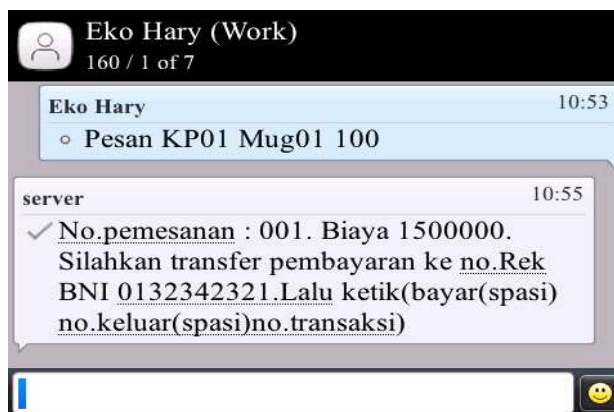 Eko Hary (Work)
160 / 1 of 7
Eko Hary 10:53
Pesan KP01 Mug01 100
server 10:55
No.pemesanan : 001. Biaya 1500000.
Silahkan transfer pembayaran ke no.Rek
BNI 0132342321.Lalu ketik(bayar(spasi)
no.keluar(spasi)no.transaksi)